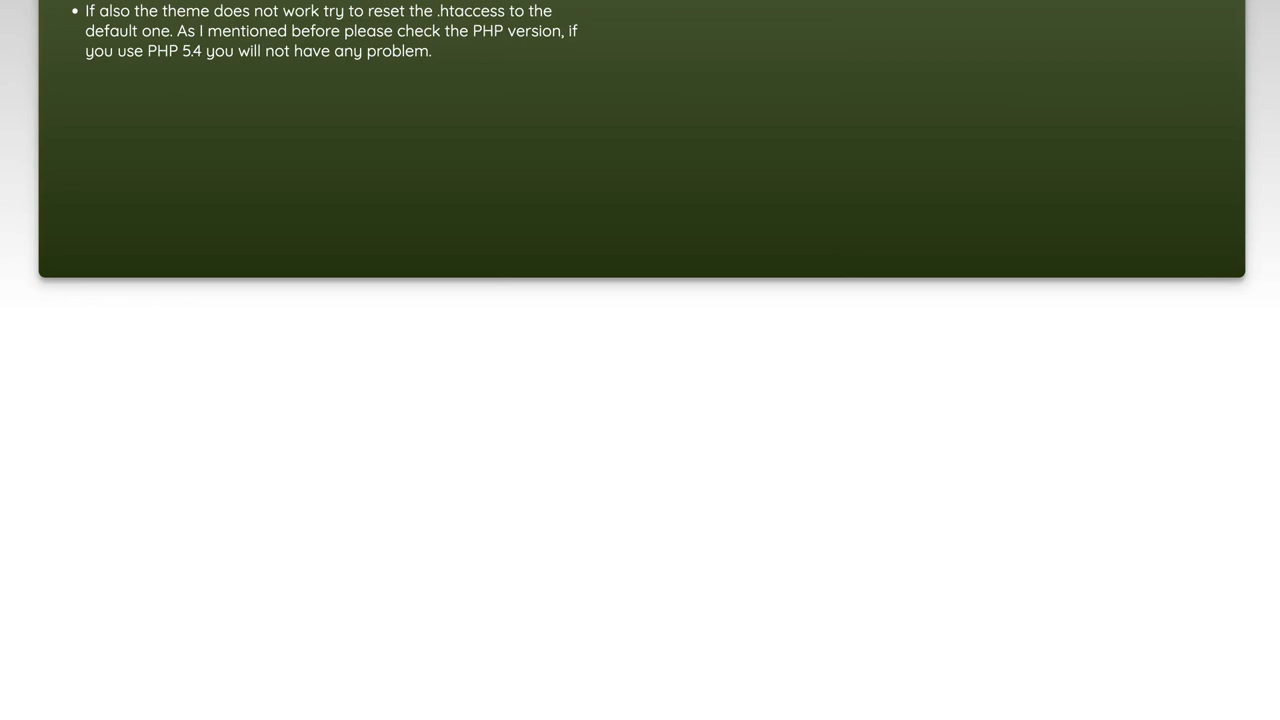 • If also the theme does not work try to reset the .htaccess to the
default one. As I mentioned before please check the PHP version, if
you use PHP 5.4 you will not have any problem.